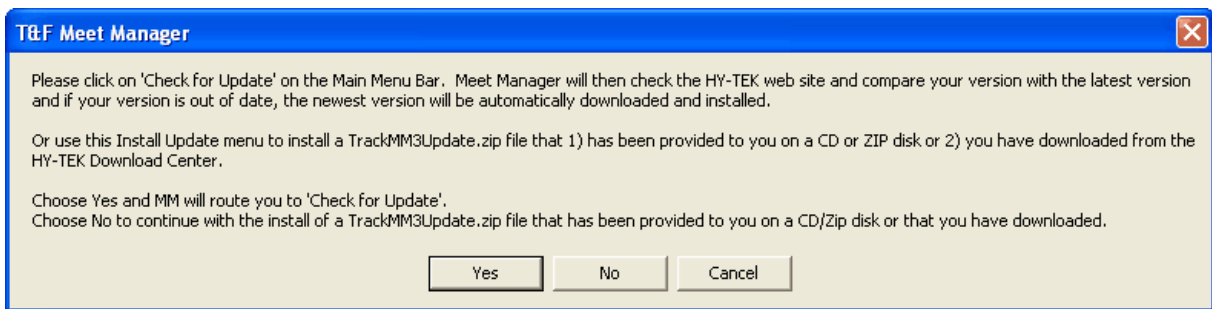 T&F Meet Manager
Please click on 'Check for Update' on the Main Menu Bar.  Meet Manager will then check the HY-TEK web site and compare your version with the latest version
and if your version is out of date, the newest version will be automatically downloaded and installed.
Or use this Install Update menu to install a TrackMM3Update.zip file that 1) has been provided to you on a CD or ZIP disk or 2) you have downloaded from the
HY-TEK Download Center.
Choose Yes and MM will route you to 'Check for Update'.
Choose No to continue with the install of a TrackMM3Update.zip file that has been provided to you on a CD/Zip disk or that you have downloaded.
Yes No Cancel